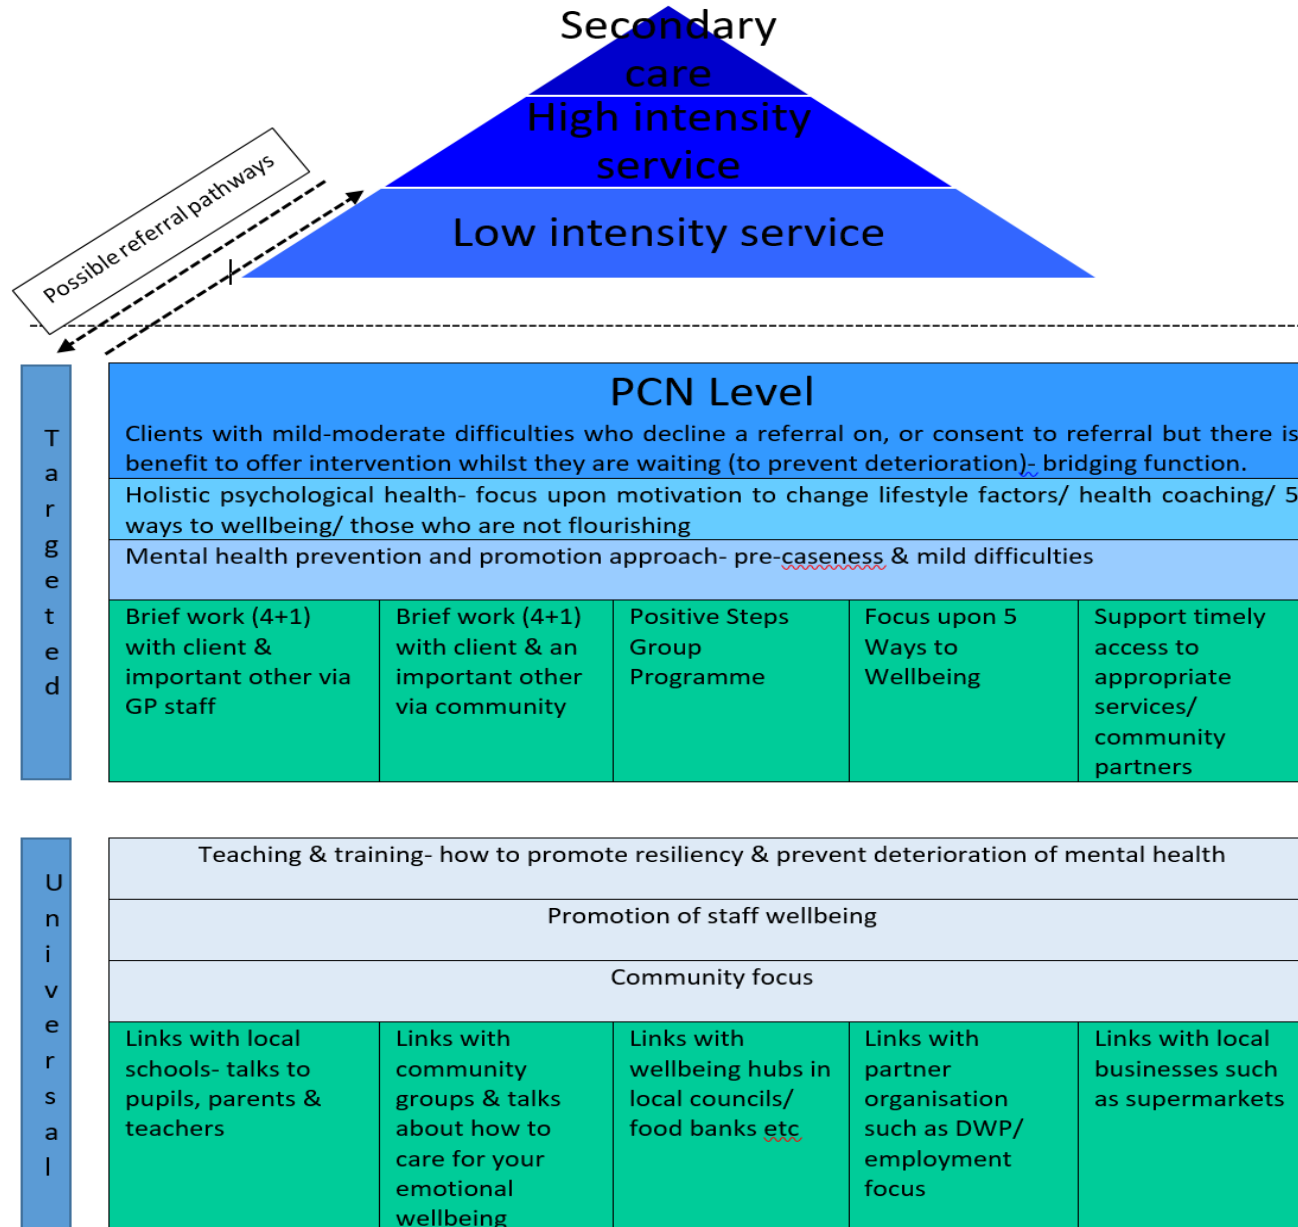 Secondary
care
High intensity
service
Low intensity service
Possible referral pathways
Targeted
PCN Level
Clients with mild-moderate difficulties who decline a referral on, or consent to referral but there is
benefit to offer intervention whilst they are waiting (to prevent deterioration)- bridging function.
Holistic psychological health- focus upon motivation to change lifestyle factors/ health coaching/ 5
ways to wellbeing/ those who are not flourishing
Mental health prevention and promotion approach- pre-caseness & mild difficulties
Brief work (4+1)
with client &
important other via
GP staff
Brief work (4+1)
with client & an
important other
via community
Positive Steps
Group
Programme
Focus upon 5
Ways to
Wellbeing
Support timely
access to
appropriate
services/
community
partners
Universal
Teaching & training- how to promote resiliency & prevent deterioration of mental health
Promotion of staff wellbeing
Community focus
Links with local
schools- talks to
pupils, parents &
teachers
Links with
community
groups & talks
about how to
care for your
emotional
wellbeing
Links with
wellbeing hubs in
local councils/
food banks etc
Links with
partner
organisation
such as DWP/
employment
focus
Links with local
businesses such
as supermarkets